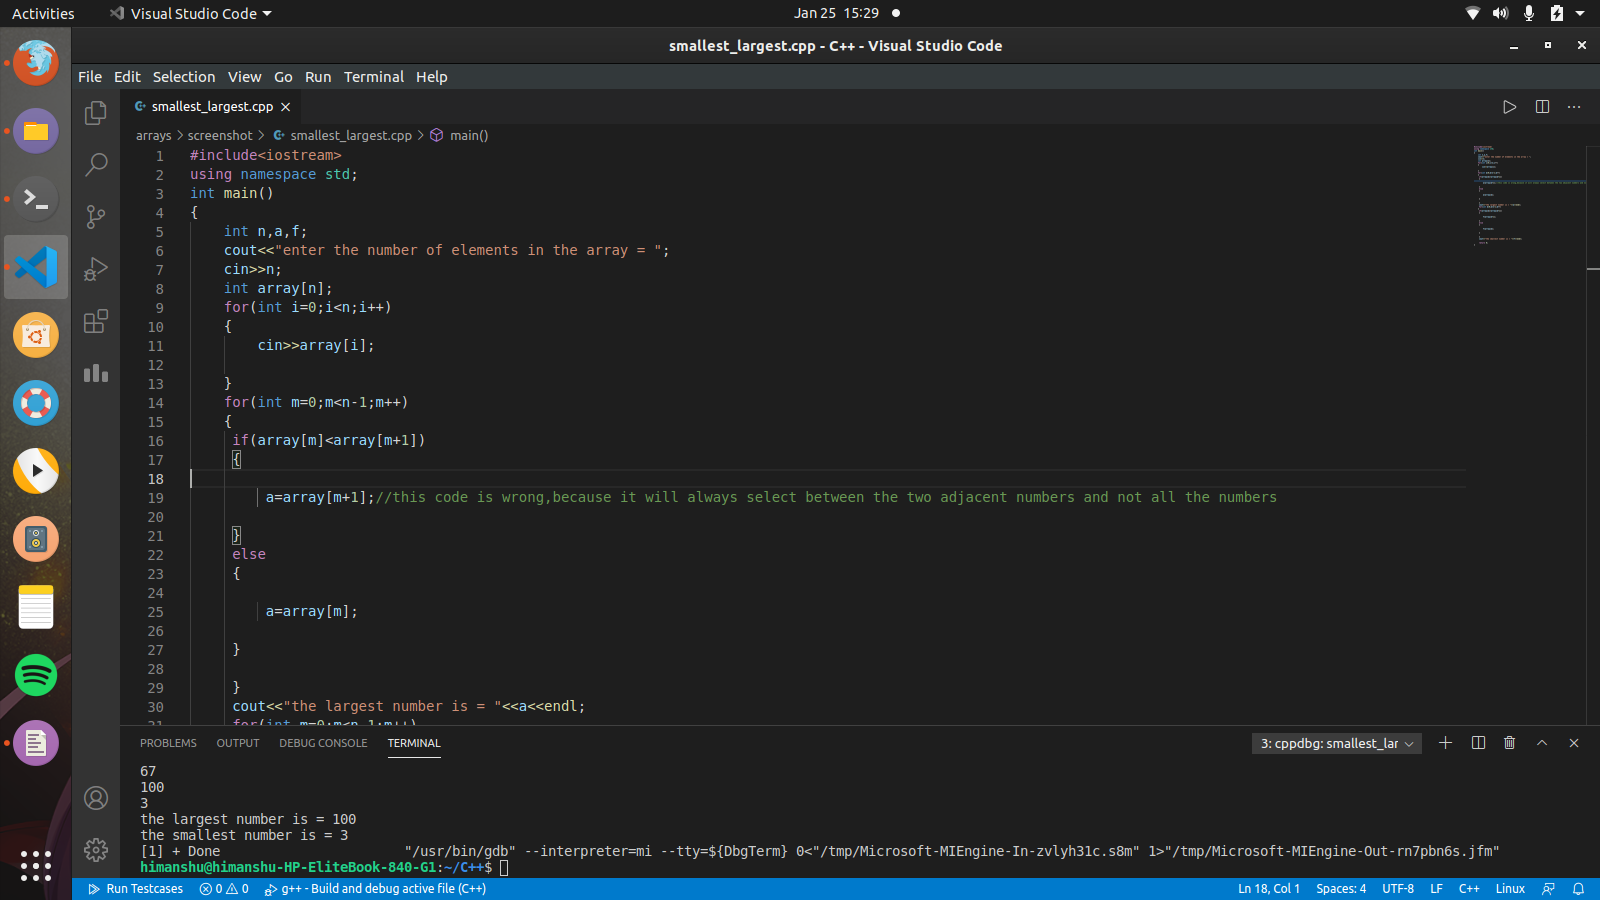 Activities Visual Studio Code Jan 25 15:29
smallest_largest.cpp - C++ - Visual Studio Code
File Edit Selection View Go Run Terminal Help
smallest_largest.cpp
arrays > screenshot > smallest_largest.cpp > main()
1 #include<iostream>
2 using namespace std;
3 int main()
4 {
5 int n,a,f;
6 cout<<"enter the number of elements in the array = ";
7 cin>>n;
8 int array[n];
9 for(int i=0;i<n;i++)
10 {
11 cin>>array[i];
12
13 }
14 for(int m=0;m<n-1;m++)
15 {
16 if(array[m]<array[m+1])
17 {
18
19 a=array[m+1];//this code is wrong,because it will always select between the two adjacent numbers and not all the numbers
20
21 }
22 else
23 {
24
25 a=array[m];
26
27 }
28
29 }
30 cout<<"the largest number is = "<<a<<endl;
31 for(int m=0;m<n-1;m++)
PROBLEMS OUTPUT DEBUG CONSOLE TERMINAL 3: cppdbg: smallest_lar
67
100
3
the largest number is = 100
the smallest number is = 3
[1] + Done "/usr/bin/gdb" --interpreter=mi --tty=${DbgTerm} 0<"/tmp/Microsoft-MIEngine-In-zvlyh31c.s8m" 1>"/tmp/Microsoft-MIEngine-Out-rn7pbn6s.jfm"
himanshu@himanshu-HP-EliteBook-840-G1:~/C++$
Run Testcases 0 0 g++ - Build and debug active file (C++) Ln 18, Col 1 Spaces: 4 UTF-8 LF C++ Linux